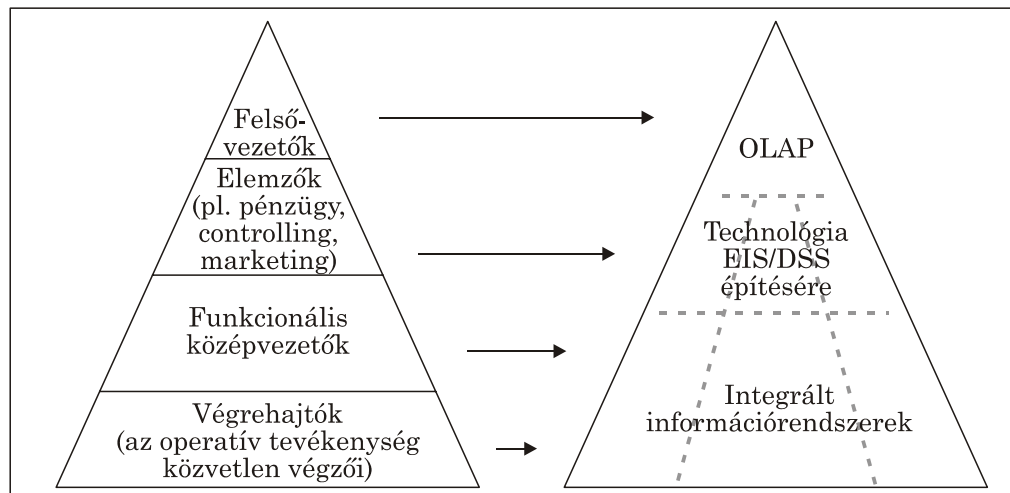 Felső-
vezetők
Elemzők
(pl. pénzügy,
controlling,
marketing)
Funkcionális
középvezetők
Végrehajtók
(az operatív tevékenység
közvetlen végzői)
OLAP
Technológia
EIS/DSS
építésére
Integrált
információrendszerek